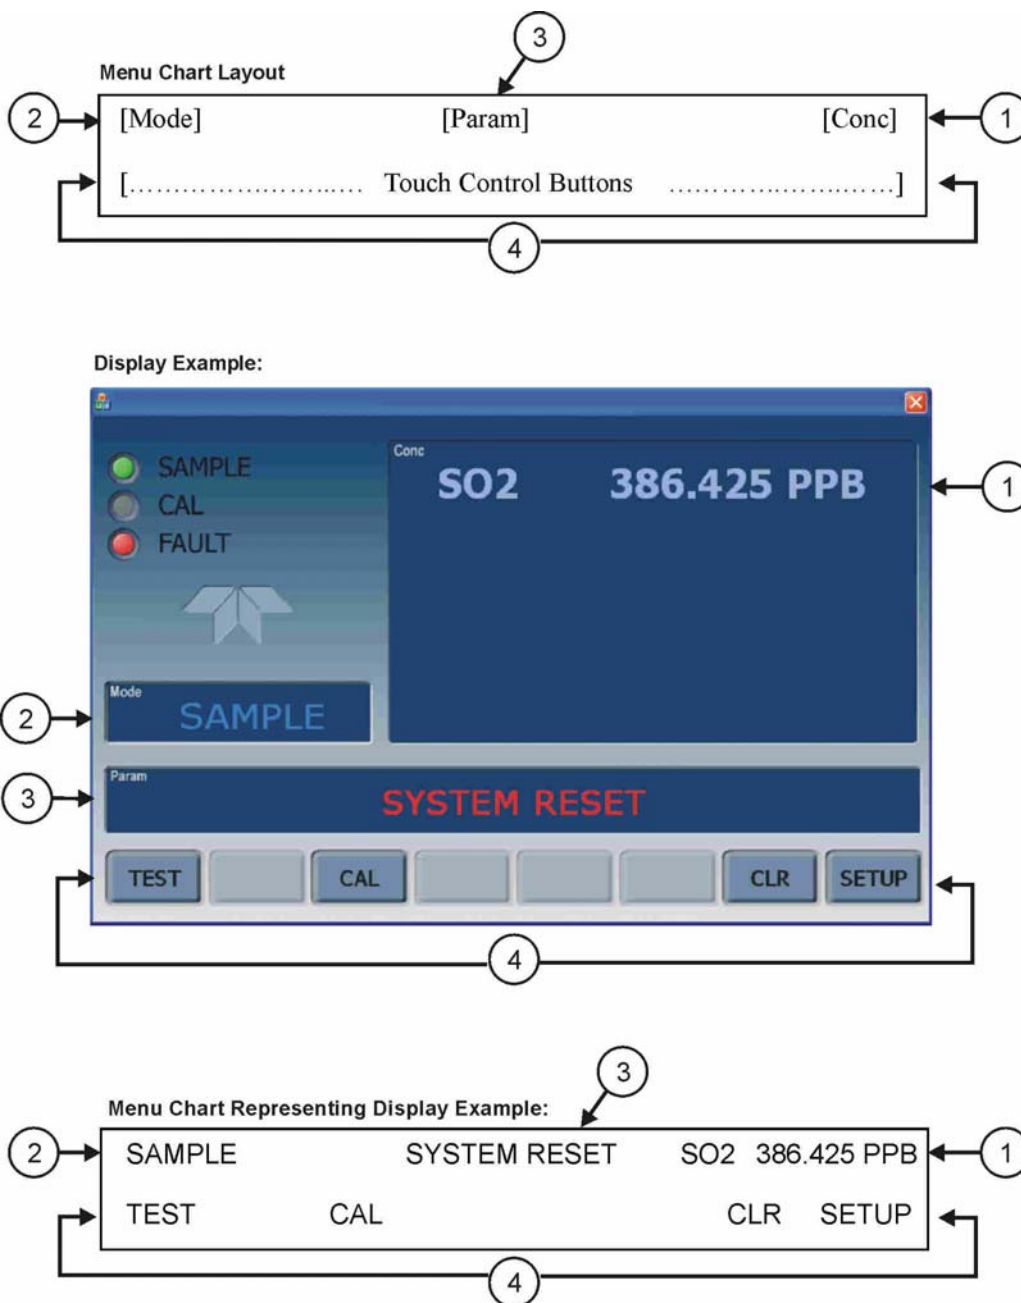 3
Menu Chart Layout
2 [Mode] [Param] [Conc] 1
[........................ Touch Control Buttons ........................]
4
Display Example:
SAMPLE
CAL
FAULT
Conc
SO2 386.425 PPB
1
Mode
2 SAMPLE
Param
3 SYSTEM RESET
TEST CAL CLR SETUP
4
3
Menu Chart Representing Display Example:
2 SAMPLE SYSTEM RESET SO2 386.425 PPB 1
TEST CAL CLR SETUP
4